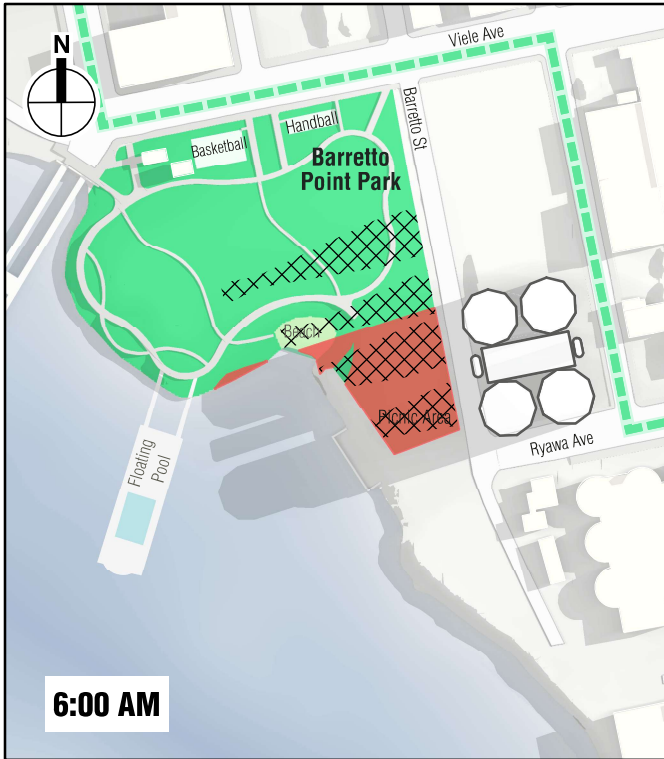 N
Viele Ave
Barretto St
Handball
Basketball
Barretto
Point Park
Beach
Picnic Area
Ryawa Ave
Floating
Pool
6:00 AM